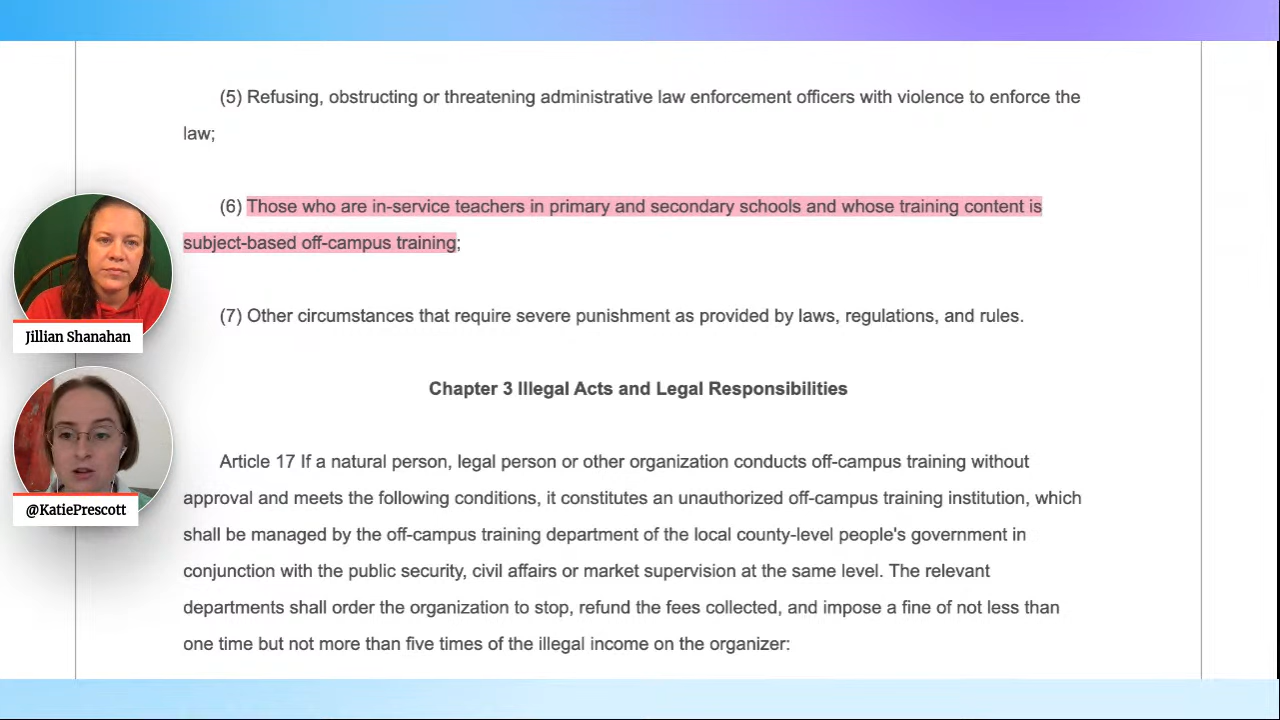 (5) Refusing, obstructing or threatening administrative law enforcement officers with violence to enforce the
law;
(6) Those who are in-service teachers in primary and secondary schools and whose training content is
subject-based off-campus training;
(7) Other circumstances that require severe punishment as provided by laws, regulations, and rules.
Jillian Shanahan
Chapter 3 Illegal Acts and Legal Responsibilities
Article 17 If a natural person, legal person or other organization conducts off-campus training without
approval and meets the following conditions, it constitutes an unauthorized off-campus training institution, which
@KatiePrescott
shall be managed by the off-campus training department of the local county-level people's government in
conjunction with the public security, civil affairs or market supervision at the same level. The relevant
departments shall order the organization to stop, refund the fees collected, and impose a fine of not less than
one time but not more than five times of the illegal income on the organizer: